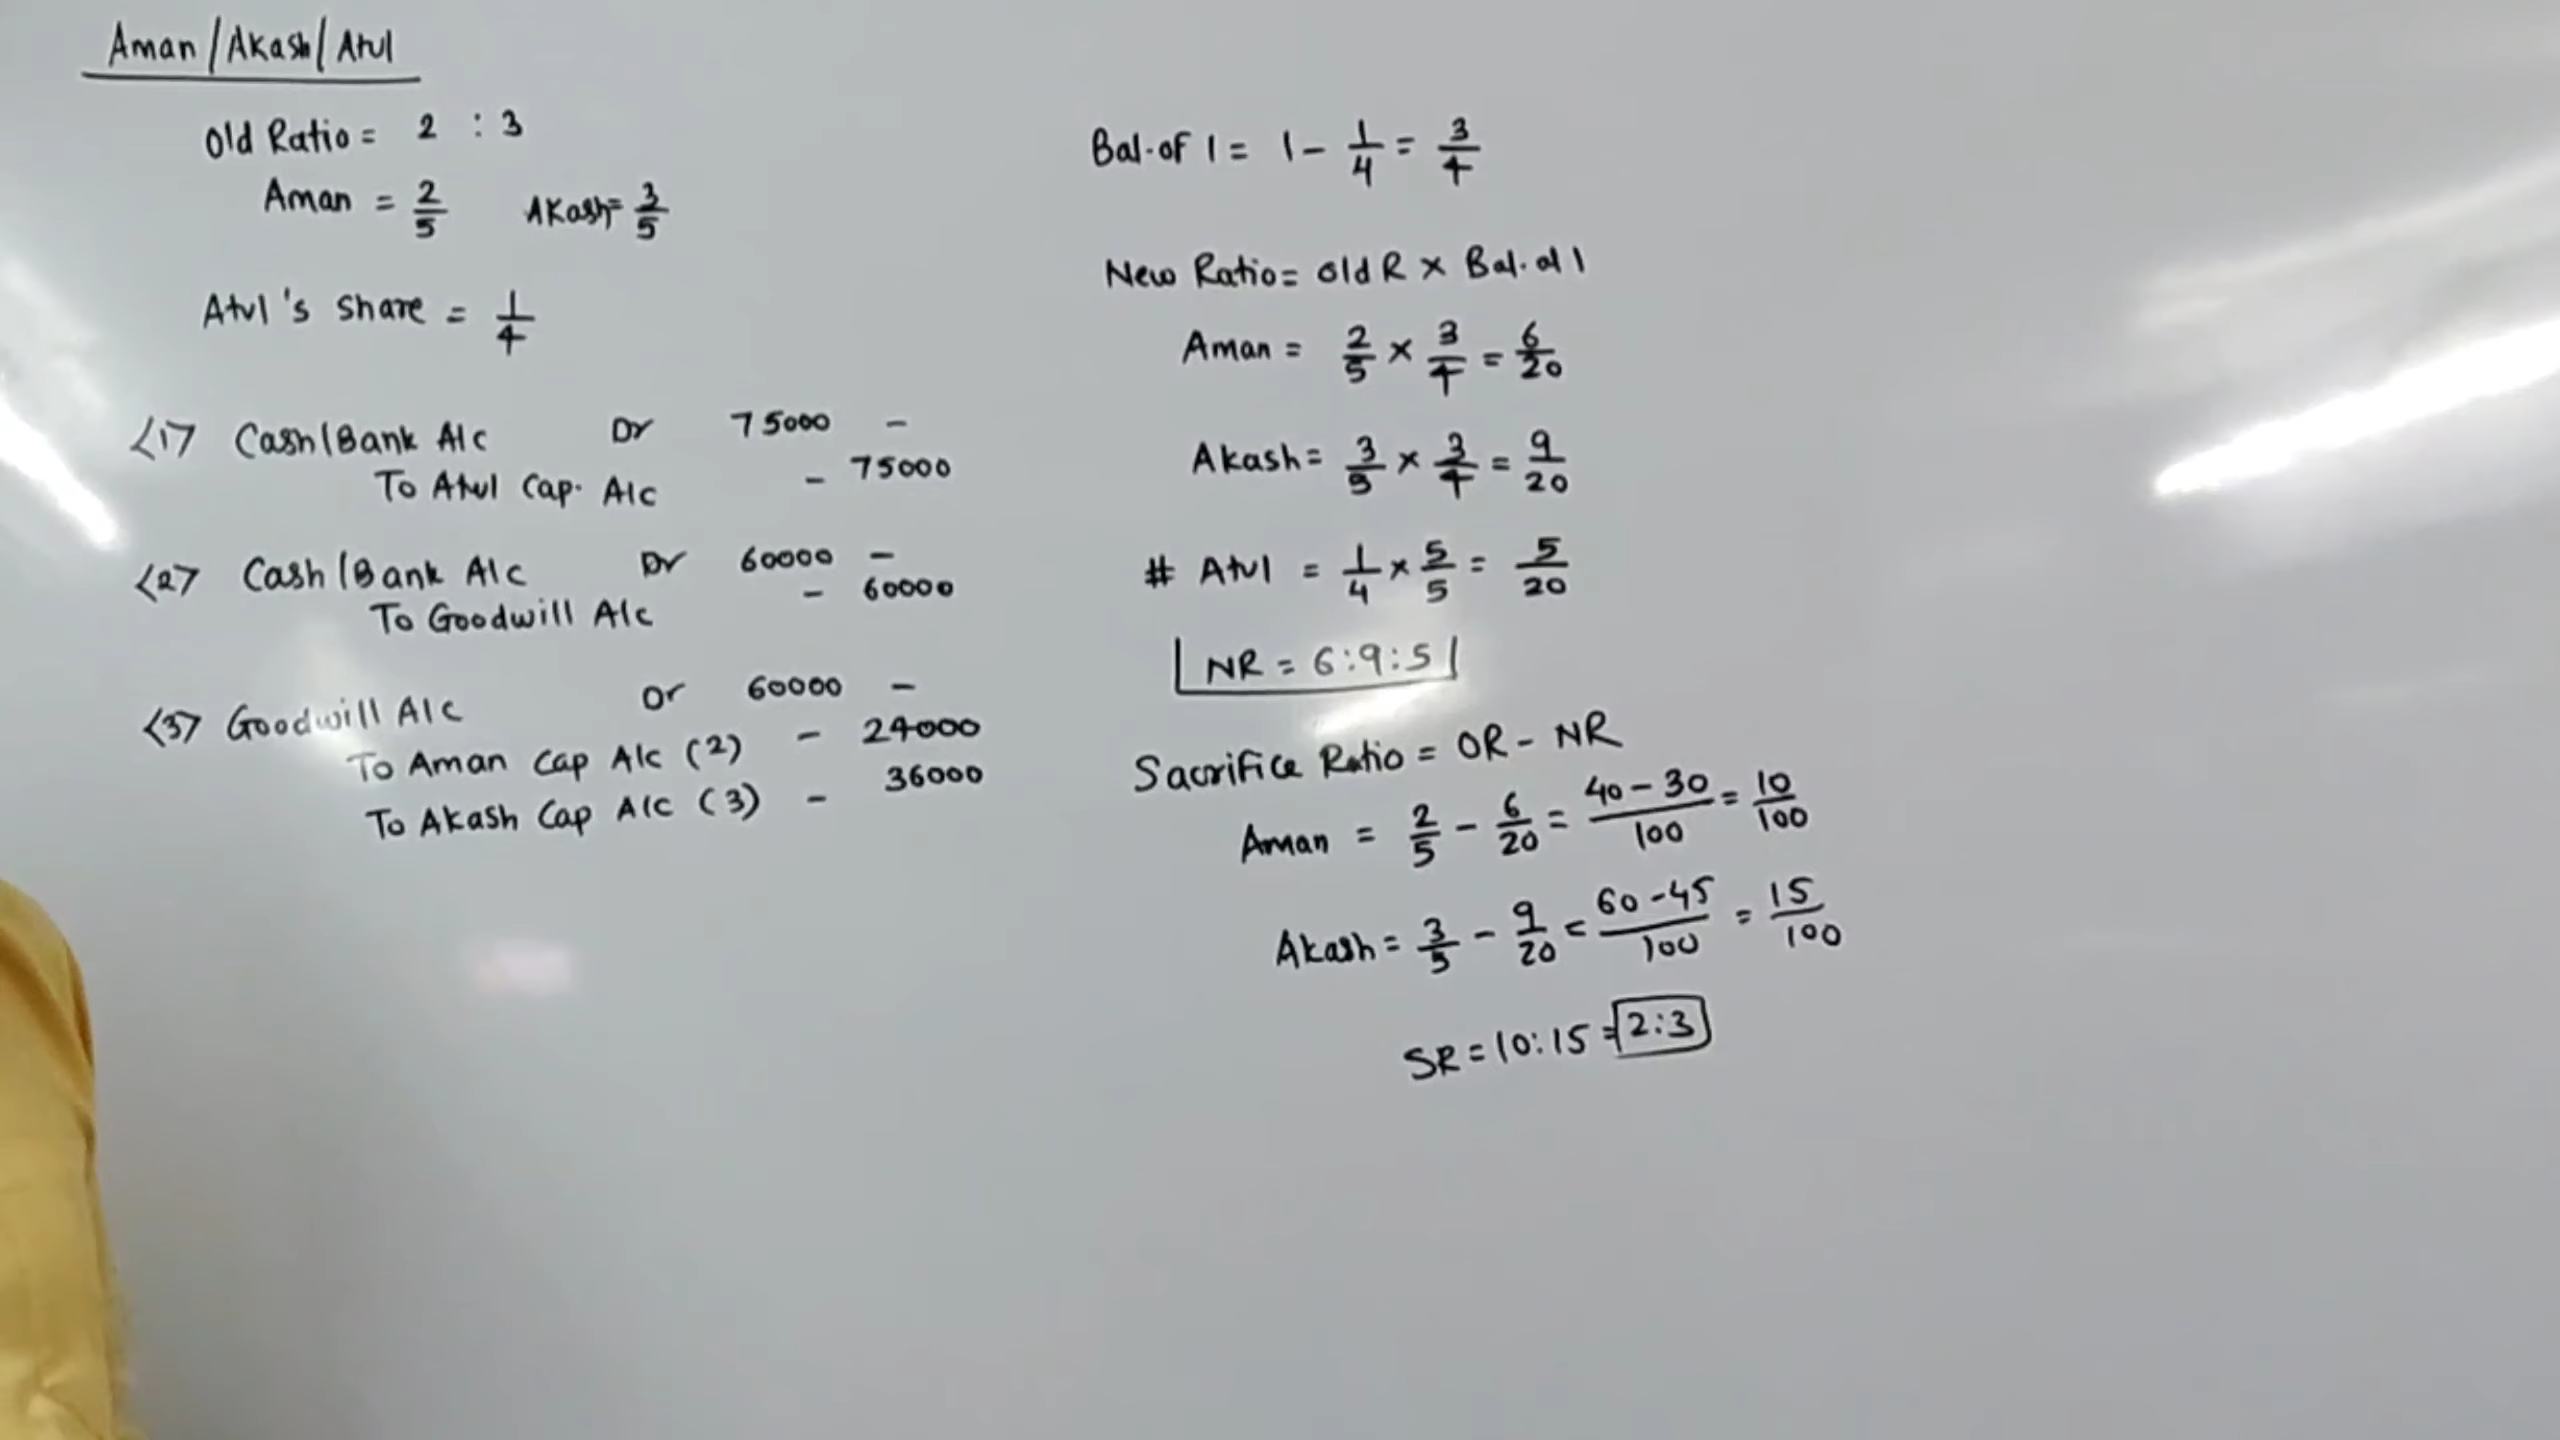 Aman/Akash/Atul
Old Ratio = 2 : 3
Aman = 2/5 Akash = 3/5
Atul's share = 1/4
<1> Cash/Bank A/c Dr 75000 -
To Atul Cap. A/c - 75000
<2> Cash/Bank A/c Dr 60000 -
To Goodwill A/c - 60000
<3> Goodwill A/c Dr 60000 -
To Aman Cap A/c (2) - 24000
To Akash Cap A/c (3) - 36000
Bal. of 1 = 1 - 1/4 = 3/4
New Ratio = old R × Bal. of 1
Aman = 2/5 × 3/4 = 6/20
Akash = 3/5 × 3/4 = 9/20
# Atul = 1/4 × 5/5 = 5/20
NR = 6:9:5
Sacrifice Ratio = OR - NR
Aman = 2/5 - 6/20 = 40-30/100 = 10/100
Akash = 3/5 - 9/20 = 60-45/100 = 15/100
SR = 10:15 = 2:3